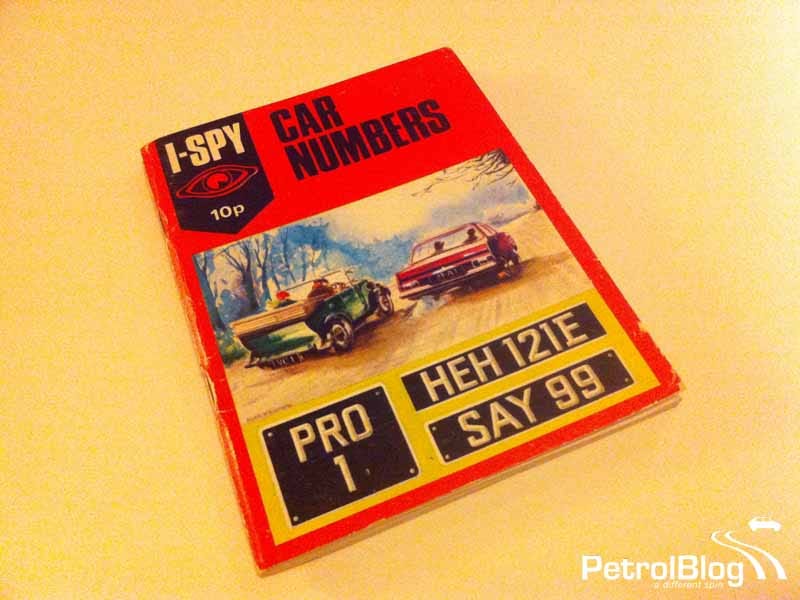 I-SPY
10p
CAR
NUMBERS
PRO
1
HEH 121E
SAY 99
PetrolBlog
a different spin